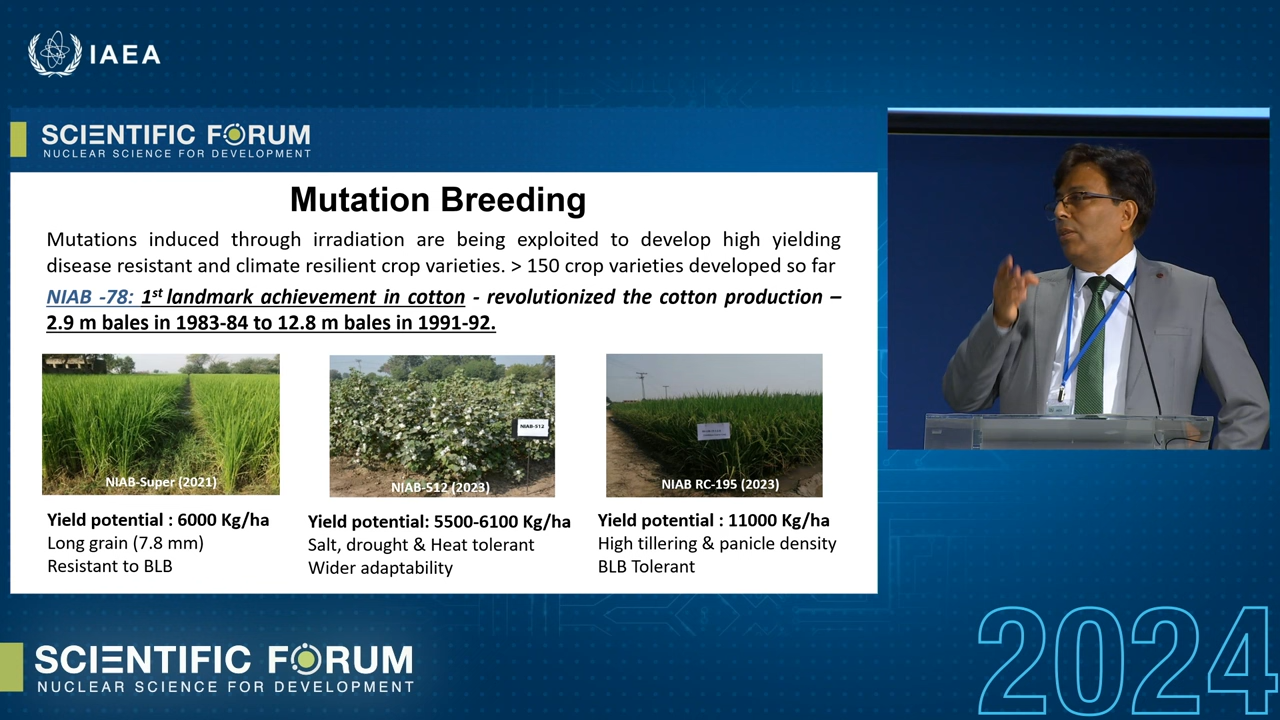 IAEA
SCIENTIFIC FORUM
NUCLEAR SCIENCE FOR DEVELOPMENT
Mutation Breeding
Mutations induced through irradiation are being exploited to develop high yielding
disease resistant and climate resilient crop varieties. > 150 crop varieties developed so far
NIAB -78: 1st landmark achievement in cotton - revolutionized the cotton production –
2.9 m bales in 1983-84 to 12.8 m bales in 1991-92.
NIAB-Super (2021)
NIAB-512
NIAB-512 (2023)
NIAB RC-195 (2023)
Yield potential : 6000 Kg/ha
Long grain (7.8 mm)
Resistant to BLB
Yield potential: 5500-6100 Kg/ha
Salt, drought & Heat tolerant
Wider adaptability
Yield potential : 11000 Kg/ha
High tillering & panicle density
BLB Tolerant
SCIENTIFIC FORUM
NUCLEAR SCIENCE FOR DEVELOPMENT
2024